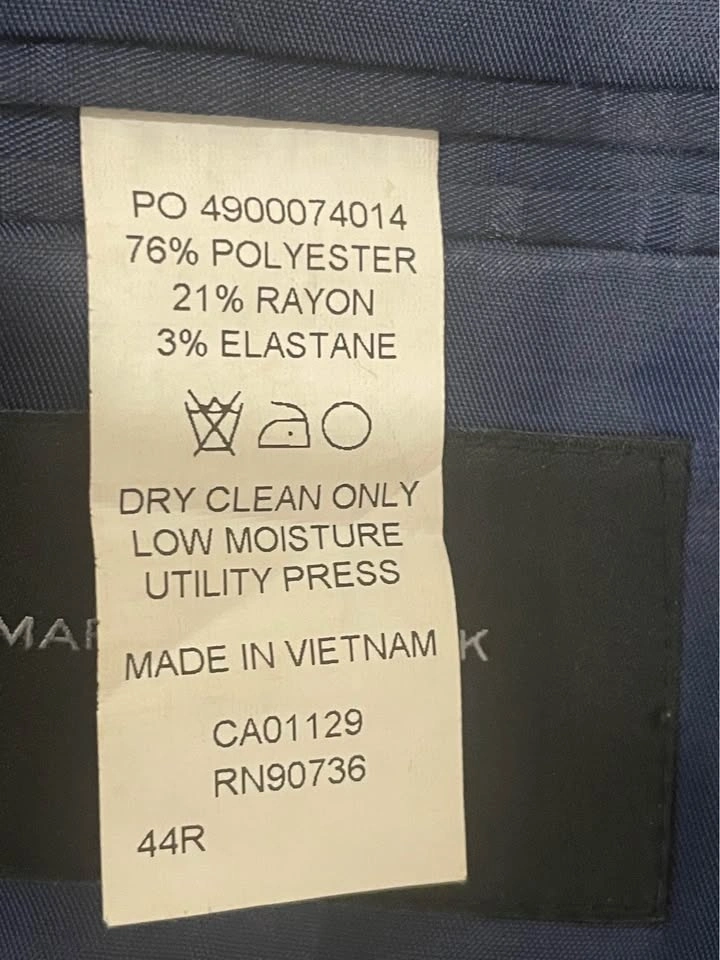 PO 4900074014
76% POLYESTER
21% RAYON
3% ELASTANE
DRY CLEAN ONLY
LOW MOISTURE
UTILITY PRESS
MADE IN VIETNAM
CA01129
RN90736
44R